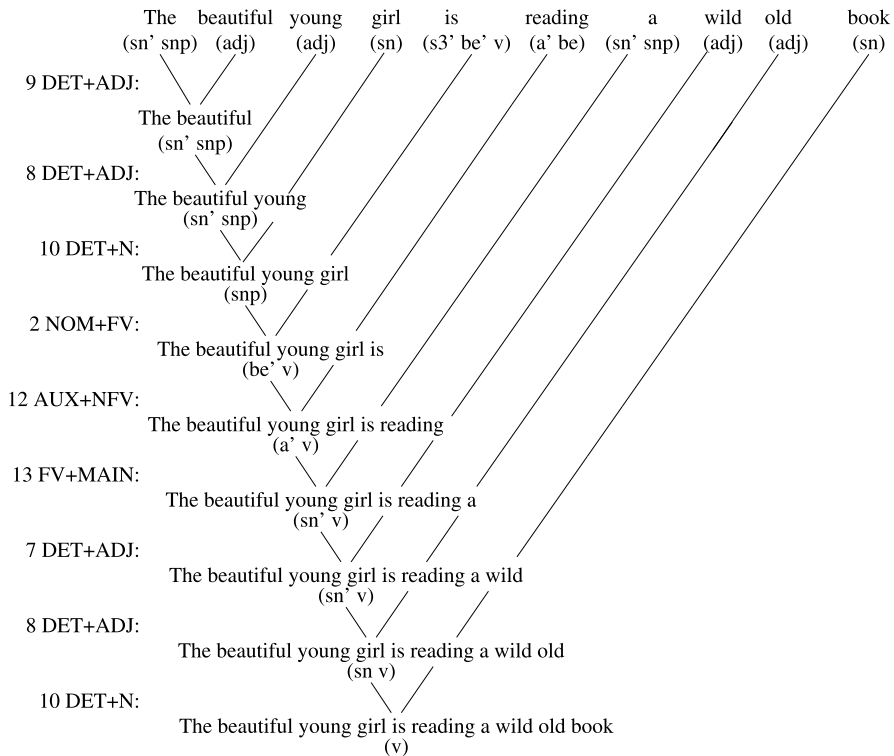 The beautiful young girl is reading a wild old book
(sn’ snp) (adj) (adj) (sn) (s3’ be’ v) (a’ be) (sn’ snp) (adj) (adj) (sn)
9 DET+ADJ:
The beautiful
(sn’ snp)
8 DET+ADJ:
The beautiful young
(sn’ snp)
10 DET+N:
The beautiful young girl
(snp)
2 NOM+FV:
The beautiful young girl is
(be’ v)
12 AUX+NFV:
The beautiful young girl is reading
(a’ v)
13 FV+MAIN:
The beautiful young girl is reading a
(sn’ v)
7 DET+ADJ:
The beautiful young girl is reading a wild
(sn’ v)
8 DET+ADJ:
The beautiful young girl is reading a wild old
(sn v)
10 DET+N:
The beautiful young girl is reading a wild old book
(v)